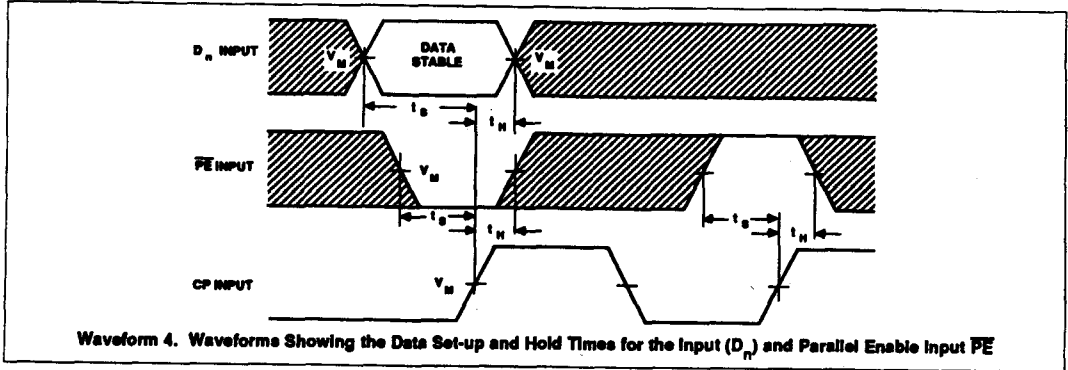 Dn INPUT
VM
DATA
STABLE
VM
tS
tH
PE INPUT
VM
tS
tH
tS
tH
CP INPUT
VM
Waveform 4. Waveforms Showing the Data Set-up and Hold Times for the Input (Dn) and Parallel Enable Input PE